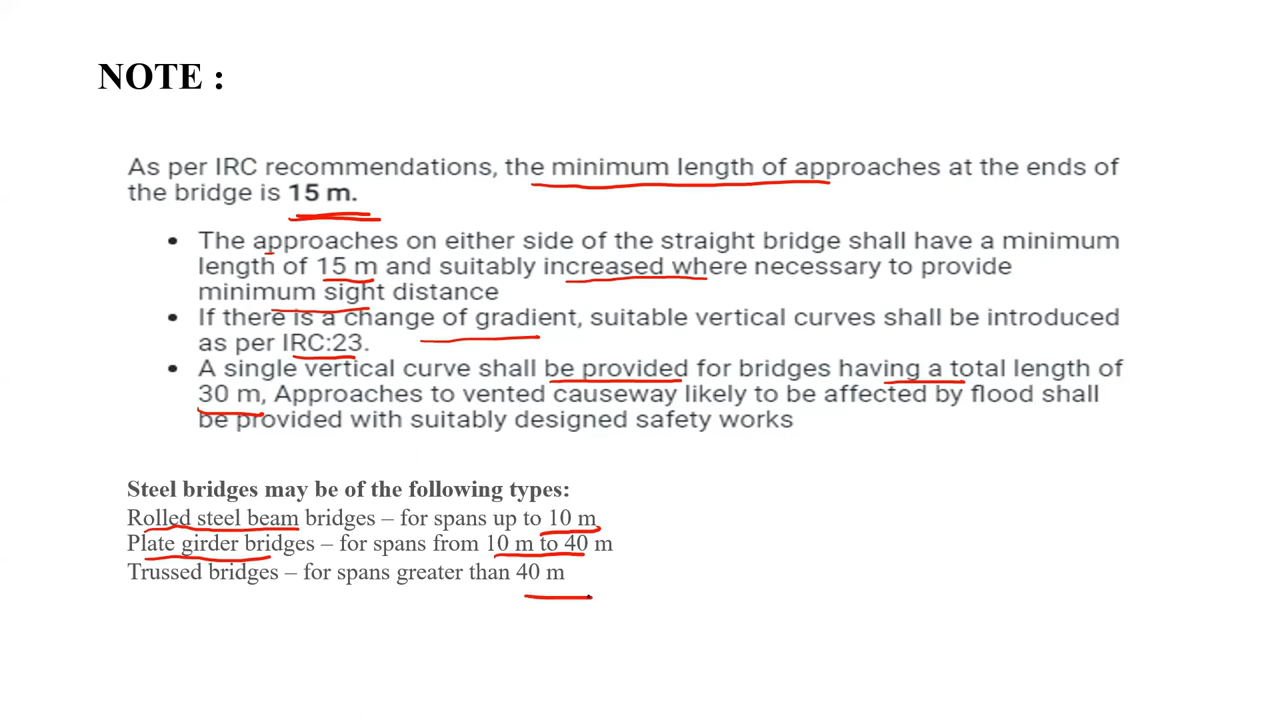 NOTE :
As per IRC recommendations, the minimum length of approaches at the ends of
the bridge is 15 m.
• The approaches on either side of the straight bridge shall have a minimum
length of 15 m and suitably increased where necessary to provide
minimum sight distance
• If there is a change of gradient, suitable vertical curves shall be introduced
as per IRC:23.
• A single vertical curve shall be provided for bridges having a total length of
30 m, Approaches to vented causeway likely to be affected by flood shall
be provided with suitably designed safety works
Steel bridges may be of the following types:
Rolled steel beam bridges – for spans up to 10 m
Plate girder bridges – for spans from 10 m to 40 m
Trussed bridges – for spans greater than 40 m